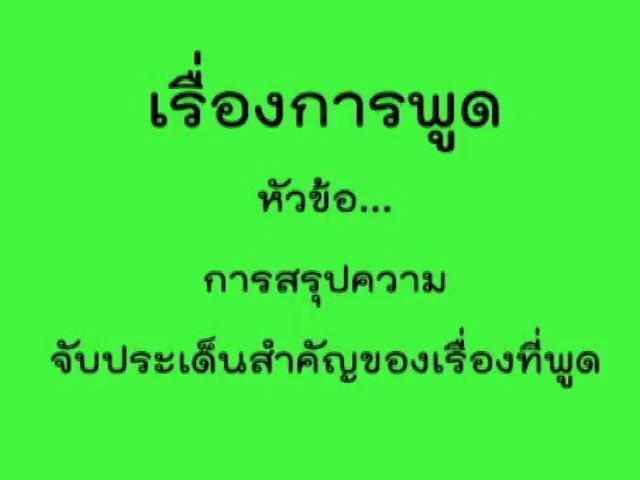 เรื่องการพูด
หัวข้อ...
การสรุปความ
จับประเด็นสำคัญของเรื่องที่พูด